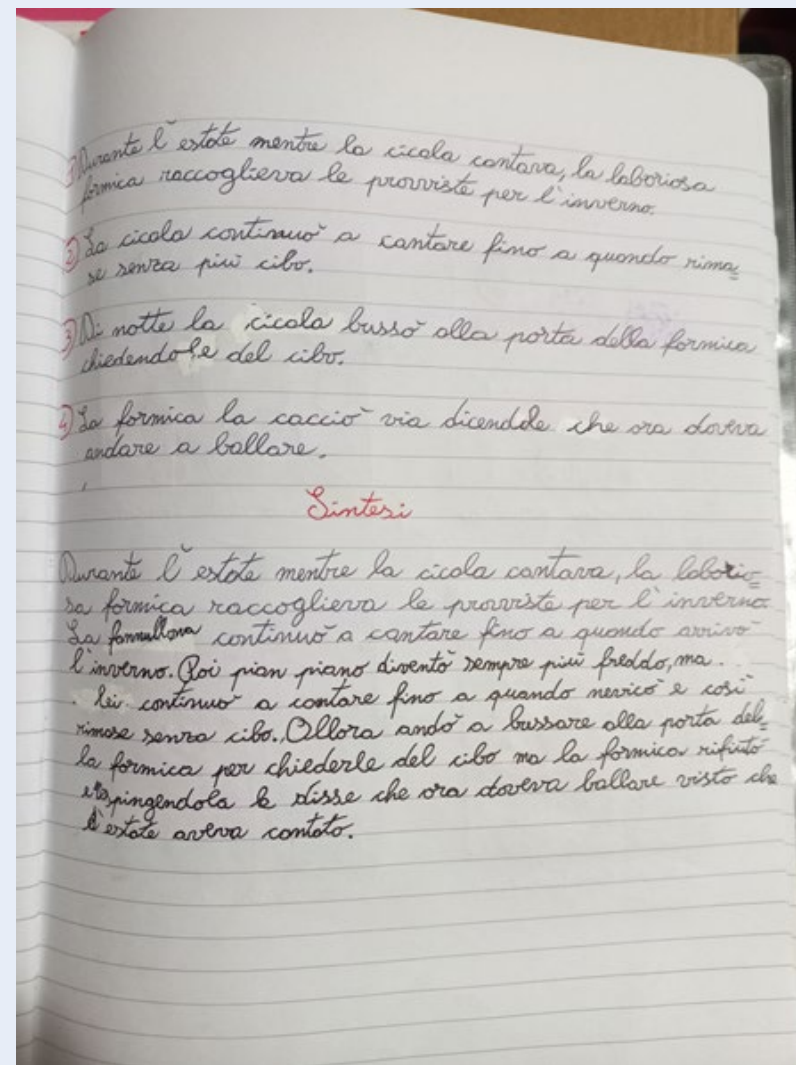 1) Durante l'estate mentre la cicala cantava, la laboriosa
formica raccoglieva le provviste per l'inverno.
2) La cicala continuò a cantare fino a quando rima=
se senza più cibo.
3) Di notte la cicala bussò alla porta della formica
chiedendole del cibo.
4) La formica la cacciò via dicendole che ora doveva
andare a ballare.
Sintesi
Durante l'estate mentre la cicala cantava, la laborio=
sa formica raccoglieva le provviste per l'inverno.
La fannullona continuò a cantare fino a quando arrivò
l'inverno. Poi pian piano diventò sempre più freddo, ma
lei continuò a cantare fino a quando nevicò e così
rimase senza cibo. Allora andò a bussare alla porta del=
la formica per chiederle del cibo ma la formica rifiutò
respingendola le disse che ora doveva ballare visto che
l'estate aveva cantato.